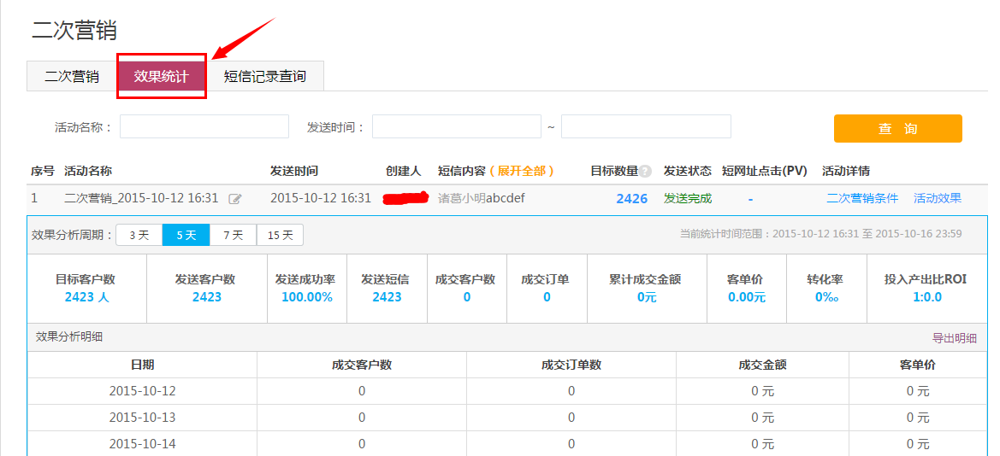 二次营销
二次营销 效果统计 短信记录查询
活动名称： 发送时间： ~ 查 询
序号 活动名称 发送时间 创建人 短信内容（展开全部） 目标数量? 发送状态 短网址点击(PV) 活动详情
1 二次营销_2015-10-12 16:31 2015-10-12 16:31 诸葛小明abcdef 2426 发送完成 - 二次营销条件 活动效果
效果分析周期： 3 天 5 天 7 天 15 天 当前统计时间范围：2015-10-12 16:31 至 2015-10-16 23:59
目标客户数 发送客户数 发送成功率 发送短信 成交客户数 成交订单 累计成交金额 客单价 转化率 投入产出比ROI
2423 人 2423 100.00% 2423 0 0 0元 0.00元 0‰ 1:0.0
效果分析明细 导出明细
日期 成交客户数 成交订单数 成交金额 客单价
2015-10-12 0 0 0 元 0 元
2015-10-13 0 0 0 元 0 元
2015-10-14 0 0 0 元 0 元